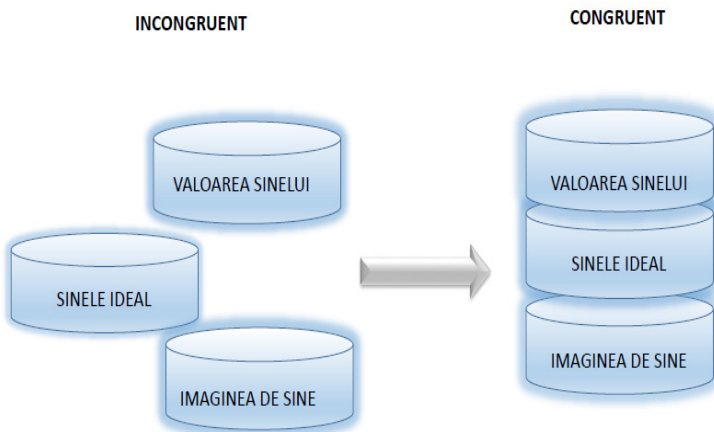 INCONGRUENT
VALOAREA SINELUI
SINELE IDEAL
IMAGINEA DE SINE
CONGRUENT
VALOAREA SINELUI
SINELE IDEAL
IMAGINEA DE SINE